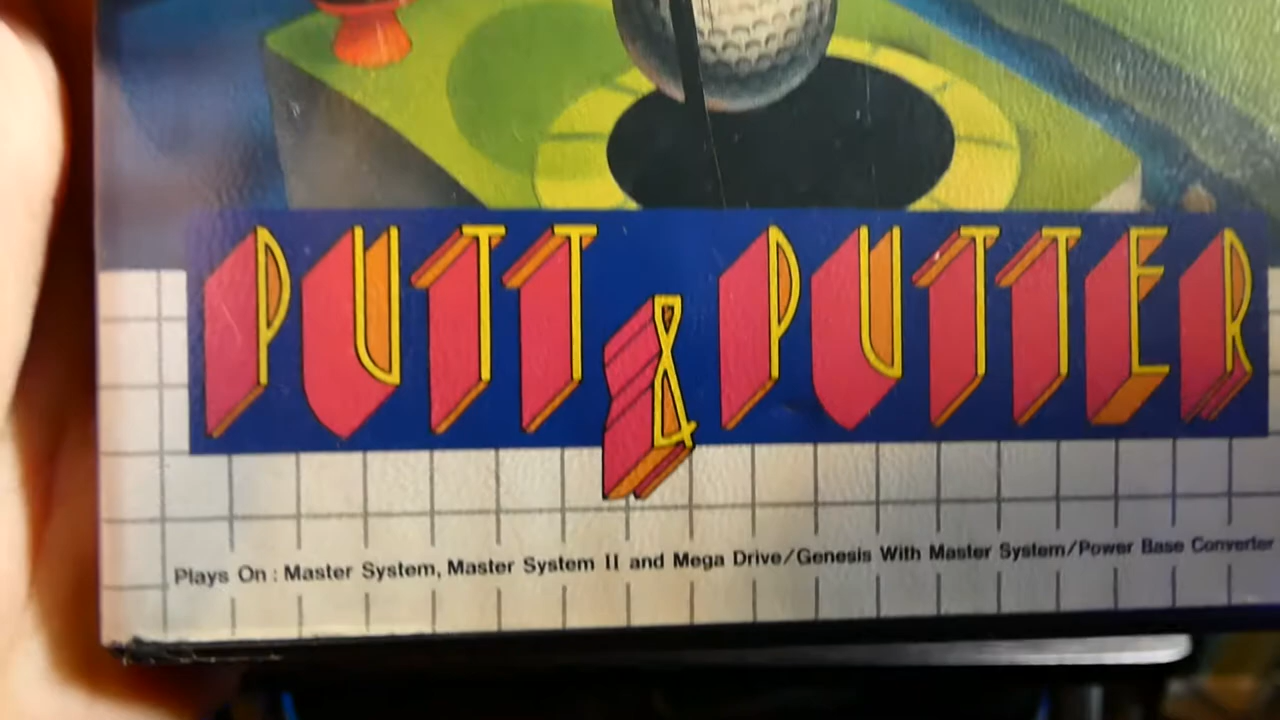 PUTT & PUTTER
Plays On : Master System, Master System II and Mega Drive/Genesis With Master System/Power Base Converter